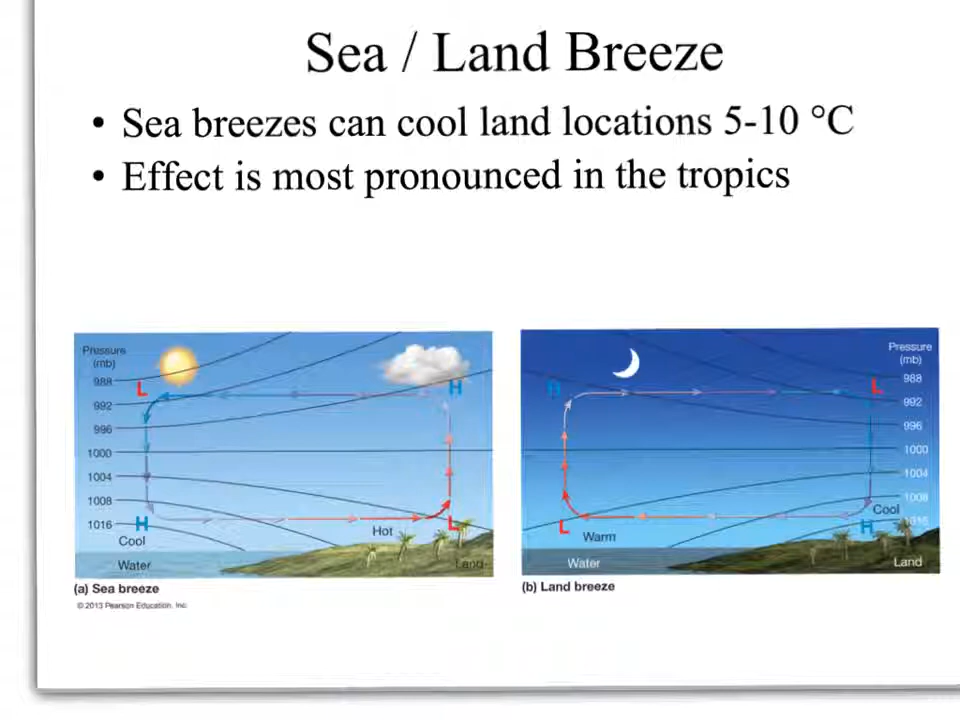 Sea / Land Breeze
• Sea breezes can cool land locations 5-10 °C
• Effect is most pronounced in the tropics
Pressure
(mb)
988
L
H
992
996
1000
1004
1008
1016
H
L
Hot
Cool
Water
Land
(a) Sea breeze
© 2013 Pearson Education, Inc.
Pressure
(mb)
H
L
988
992
996
1000
1004
1008
Cool
1016
L
H
Warm
Water
Land
(b) Land breeze